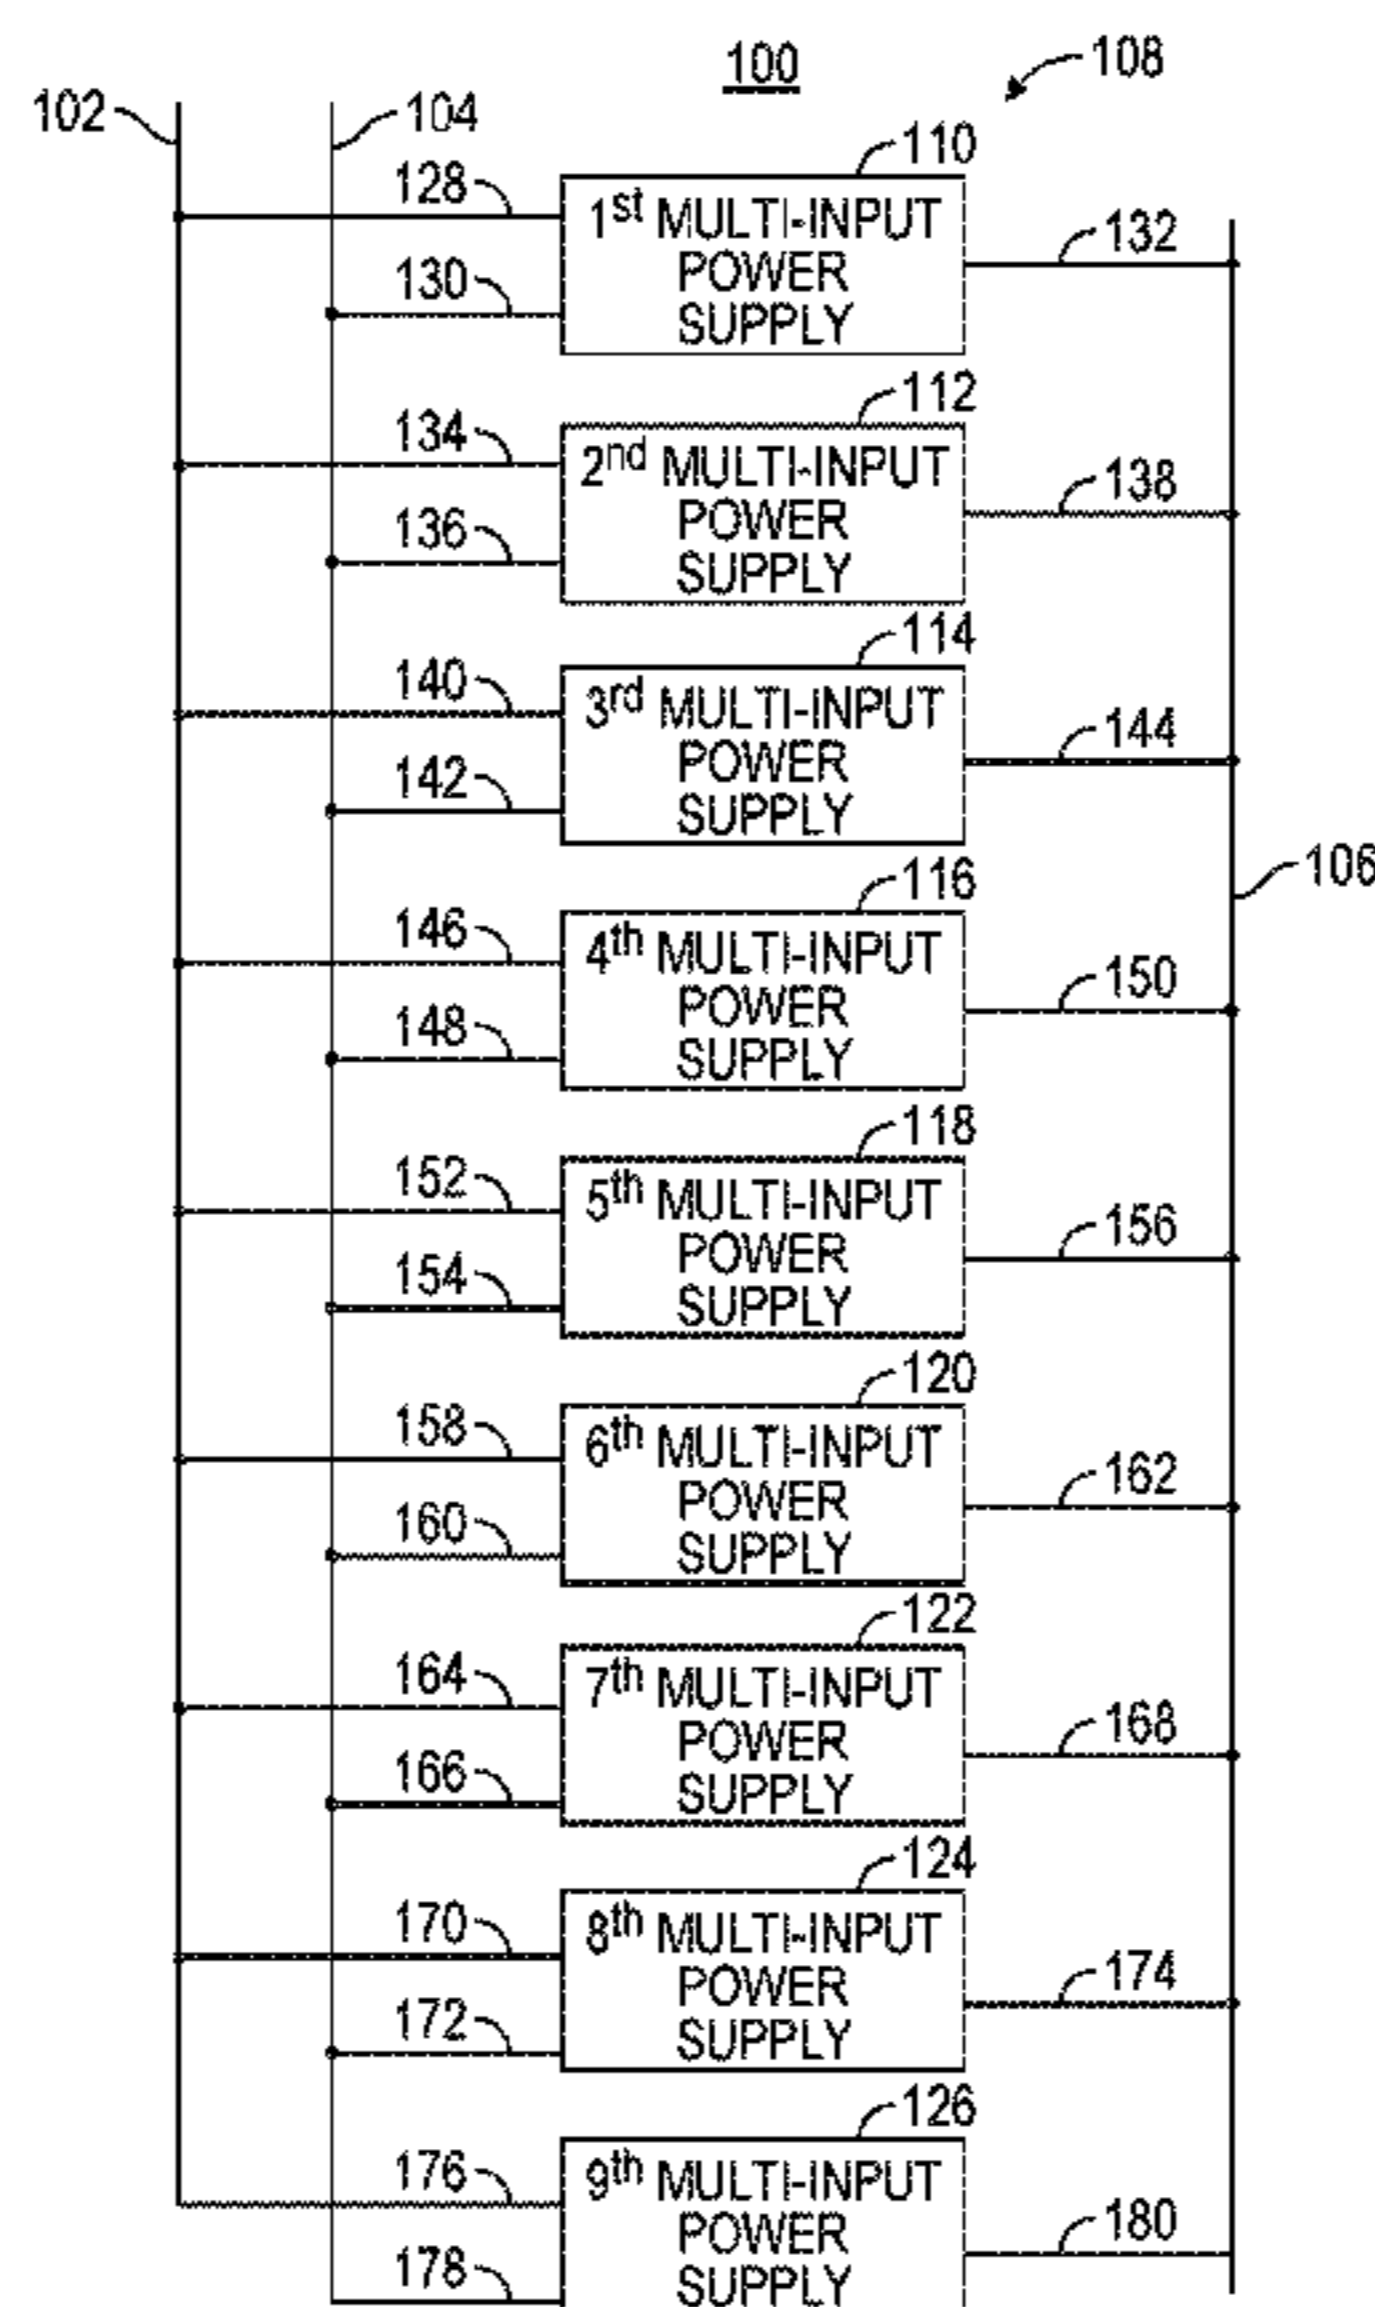 100
108
102
104
110
128
1st MULTI-INPUT
POWER
SUPPLY
130
132
112
134
2nd MULTI-INPUT
POWER
SUPPLY
136
138
114
140
3rd MULTI-INPUT
POWER
SUPPLY
142
144
106
116
146
4th MULTI-INPUT
POWER
SUPPLY
148
150
118
152
5th MULTI-INPUT
POWER
SUPPLY
154
156
120
158
6th MULTI-INPUT
POWER
SUPPLY
160
162
122
164
7th MULTI-INPUT
POWER
SUPPLY
166
168
124
170
8th MULTI-INPUT
POWER
SUPPLY
172
174
126
176
9th MULTI-INPUT
POWER
SUPPLY
178
180